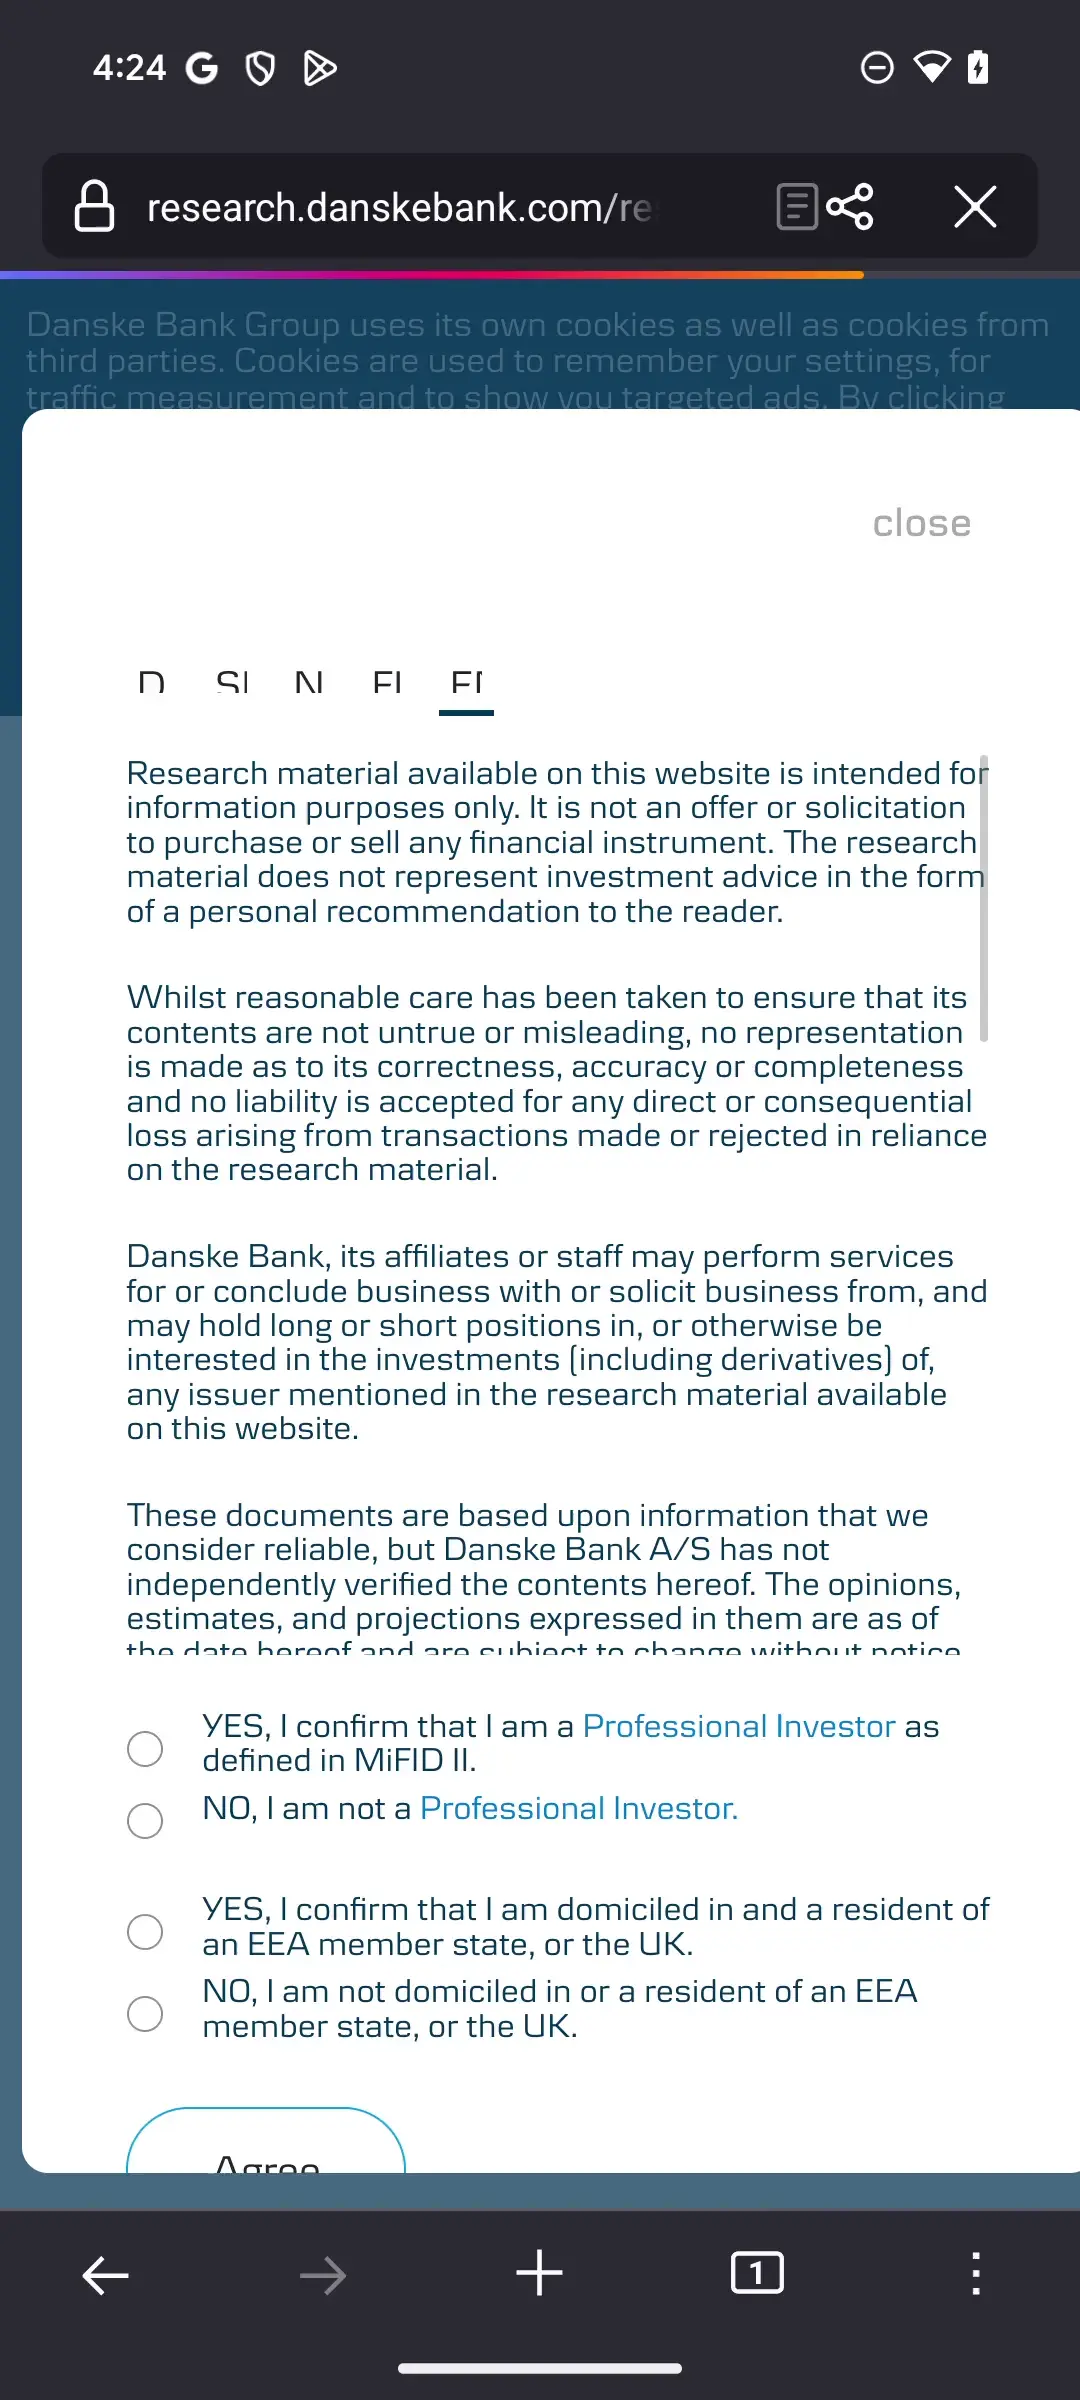 4:24
research.danskebank.com/re
Danske Bank Group uses its own cookies as well as cookies from
third parties. Cookies are used to remember your settings, for
traffic measurement and to show you targeted ads. By clicking
close
Research material available on this website is intended for
information purposes only. It is not an offer or solicitation
to purchase or sell any financial instrument. The research
material does not represent investment advice in the form
of a personal recommendation to the reader.
Whilst reasonable care has been taken to ensure that its
contents are not untrue or misleading, no representation
is made as to its correctness, accuracy or completeness
and no liability is accepted for any direct or consequential
loss arising from transactions made or rejected in reliance
on the research material.
Danske Bank, its affiliates or staff may perform services
for or conclude business with or solicit business from, and
may hold long or short positions in, or otherwise be
interested in the investments (including derivatives) of,
any issuer mentioned in the research material available
on this website.
These documents are based upon information that we
consider reliable, but Danske Bank A/S has not
independently verified the contents hereof. The opinions,
estimates, and projections expressed in them are as of
the date hereof and are subject to change without notice
YES, I confirm that I am a Professional Investor as
defined in MiFID II.
NO, I am not a Professional Investor.
YES, I confirm that I am domiciled in and a resident of
an EEA member state, or the UK.
NO, I am not domiciled in or a resident of an EEA
member state, or the UK.
Agree
1